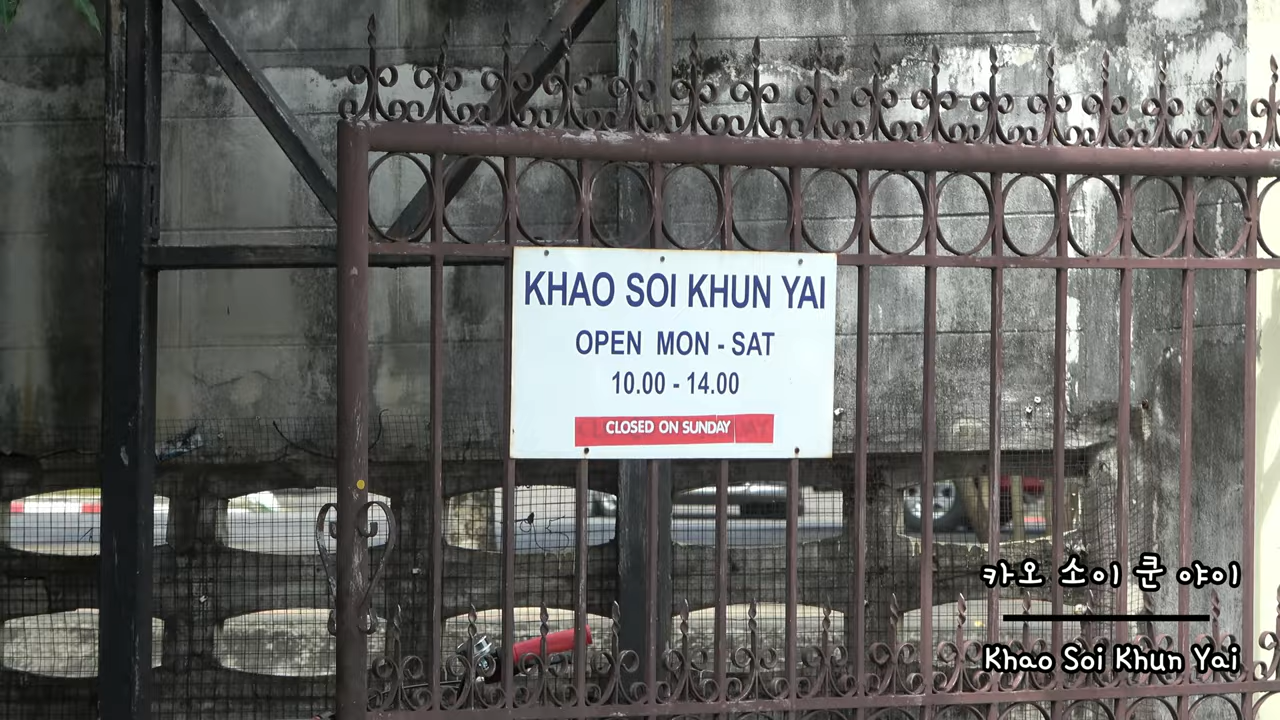 KHAO SOI KHUN YAI
OPEN MON - SAT
10.00 - 14.00
CLOSED ON SUNDAY
카오 소이 쿤 야이
Khao Soi Khun Yai